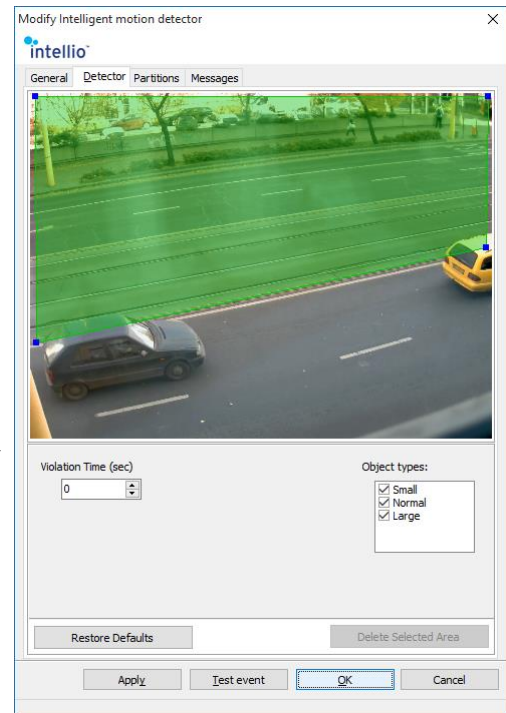 Modify Intelligent motion detector
intellio
General Detector Partitions Messages
Violation Time (sec)
0
Object types:
Small
Normal
Large
Restore Defaults
Delete Selected Area
Apply Test event OK Cancel